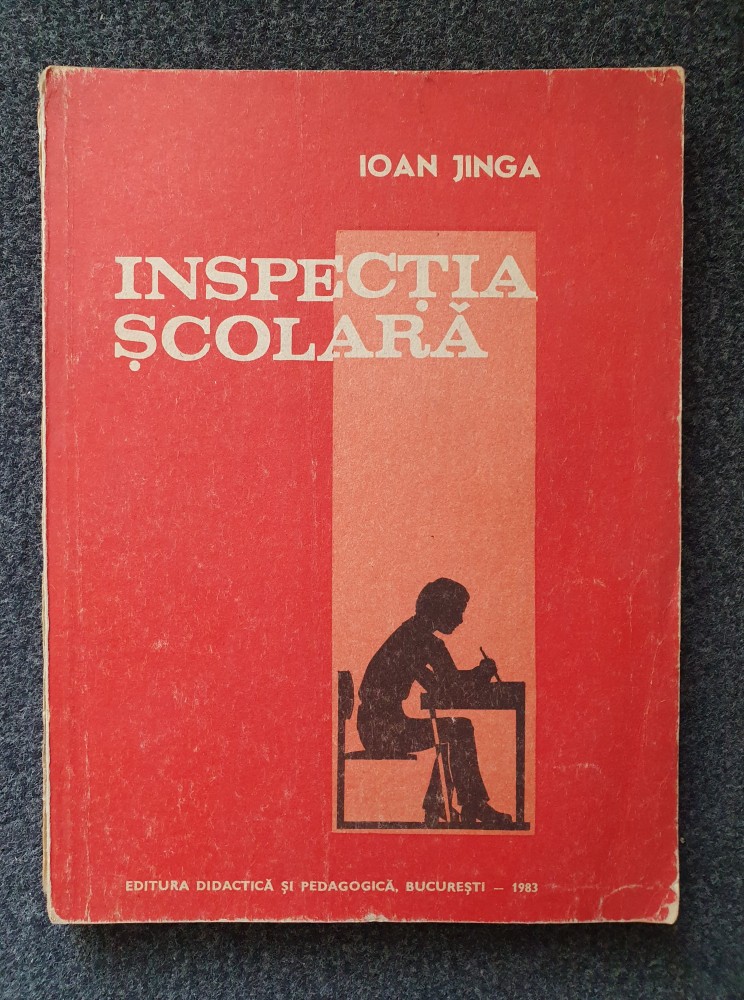 IOAN JINGA
INSPECȚIA
ȘCOLARĂ
EDITURA DIDACTICĂ ȘI PEDAGOGICĂ, BUCUREȘTI – 1983